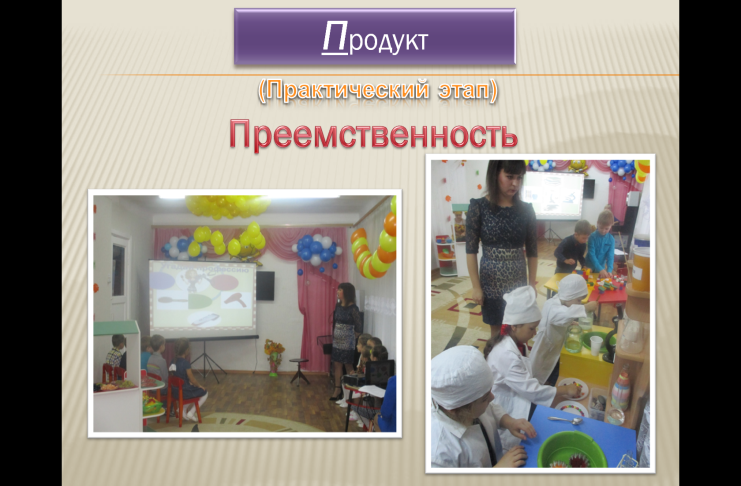 Продукт
(Практический этап)
Преемственность